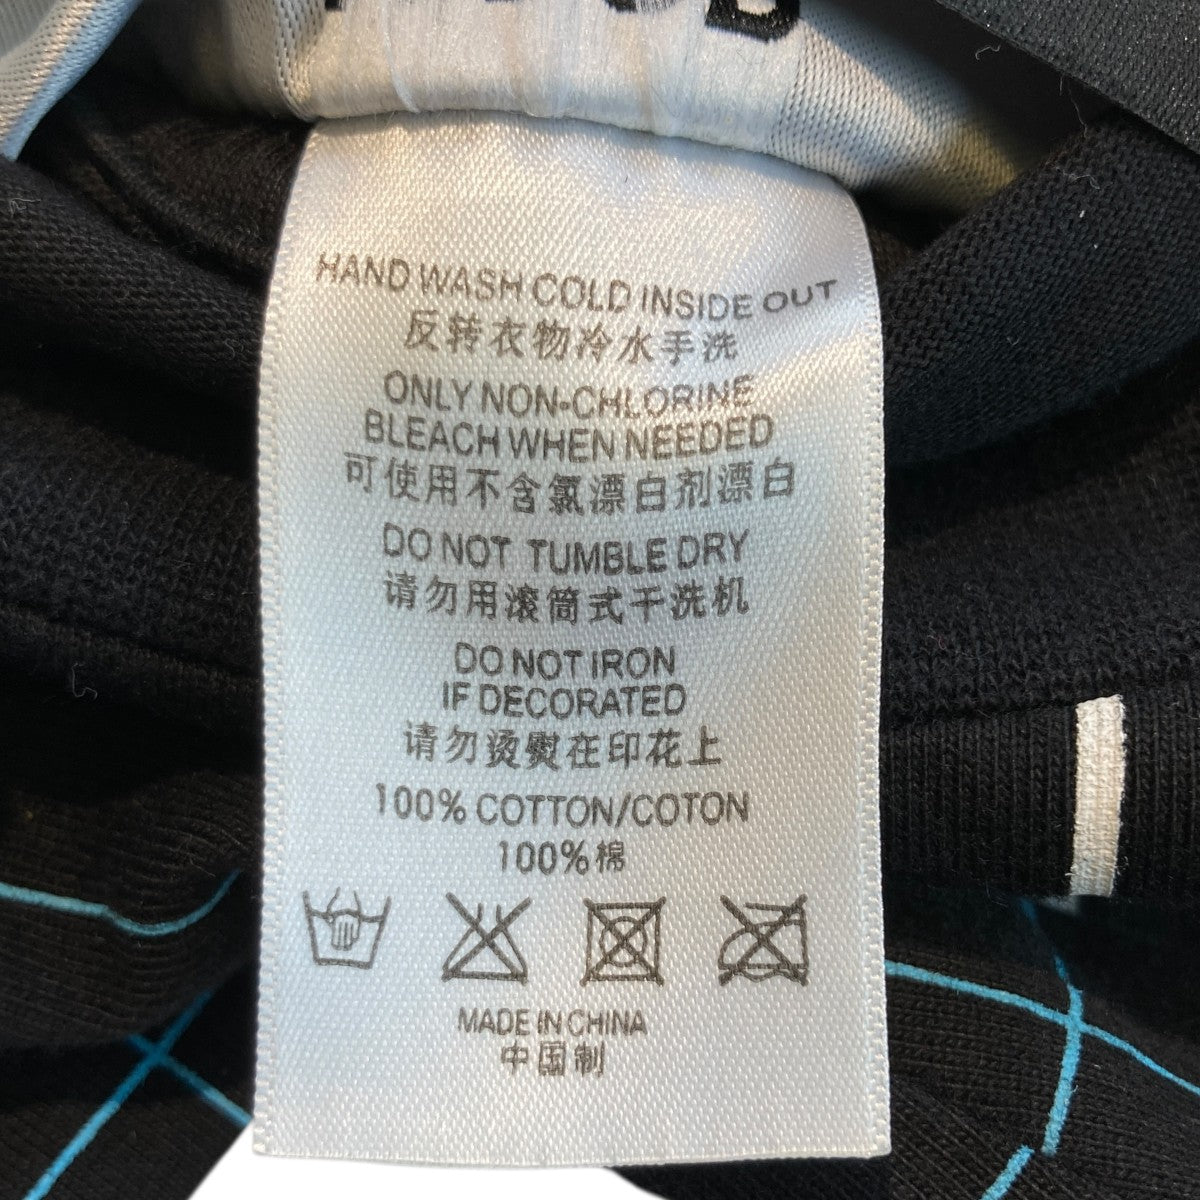 HAND WASH COLD INSIDE OUT
反转衣物冷水手洗
ONLY NON-CHLORINE
BLEACH WHEN NEEDED
可使用不含氯漂白剂漂白
DO NOT TUMBLE DRY
请勿用滚筒式干洗机
DO NOT IRON
IF DECORATED
请勿烫熨在印花上
100% COTTON/COTON
100%棉
MADE IN CHINA
中国制